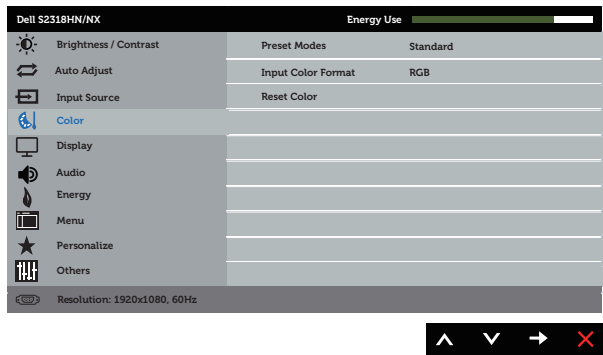 Dell S2318HN/NX Energy Use
Brightness / Contrast Preset Modes Standard
Auto Adjust Input Color Format RGB
Input Source Reset Color
Color
Display
Audio
Energy
Menu
Personalize
Others
Resolution: 1920x1080, 60Hz